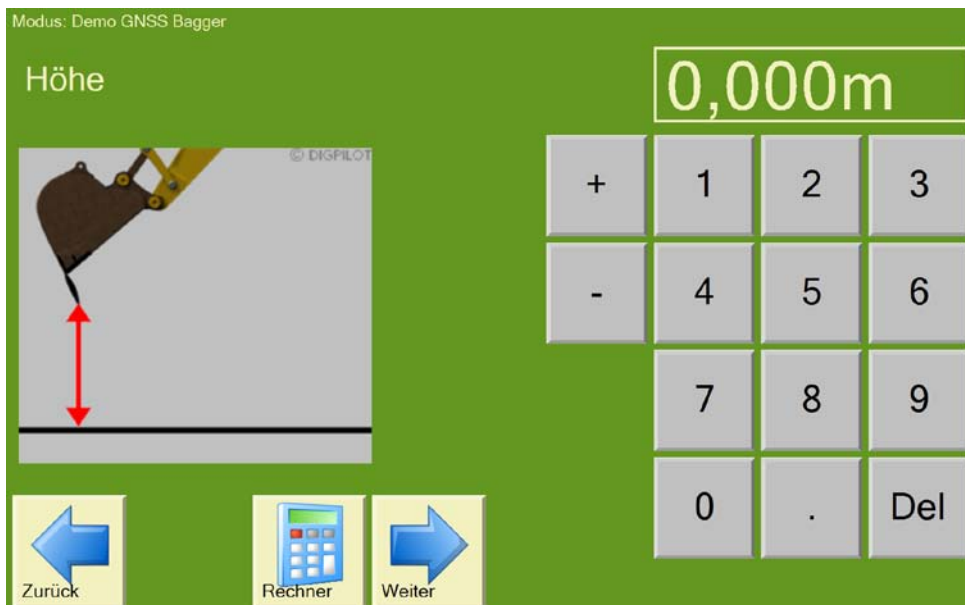 Modus: Demo GNSS Bagger
Höhe
0,000m
© DIGPILOT
+ 1 2 3
- 4 5 6
7 8 9
0 . Del
Zurück Rechner Weiter